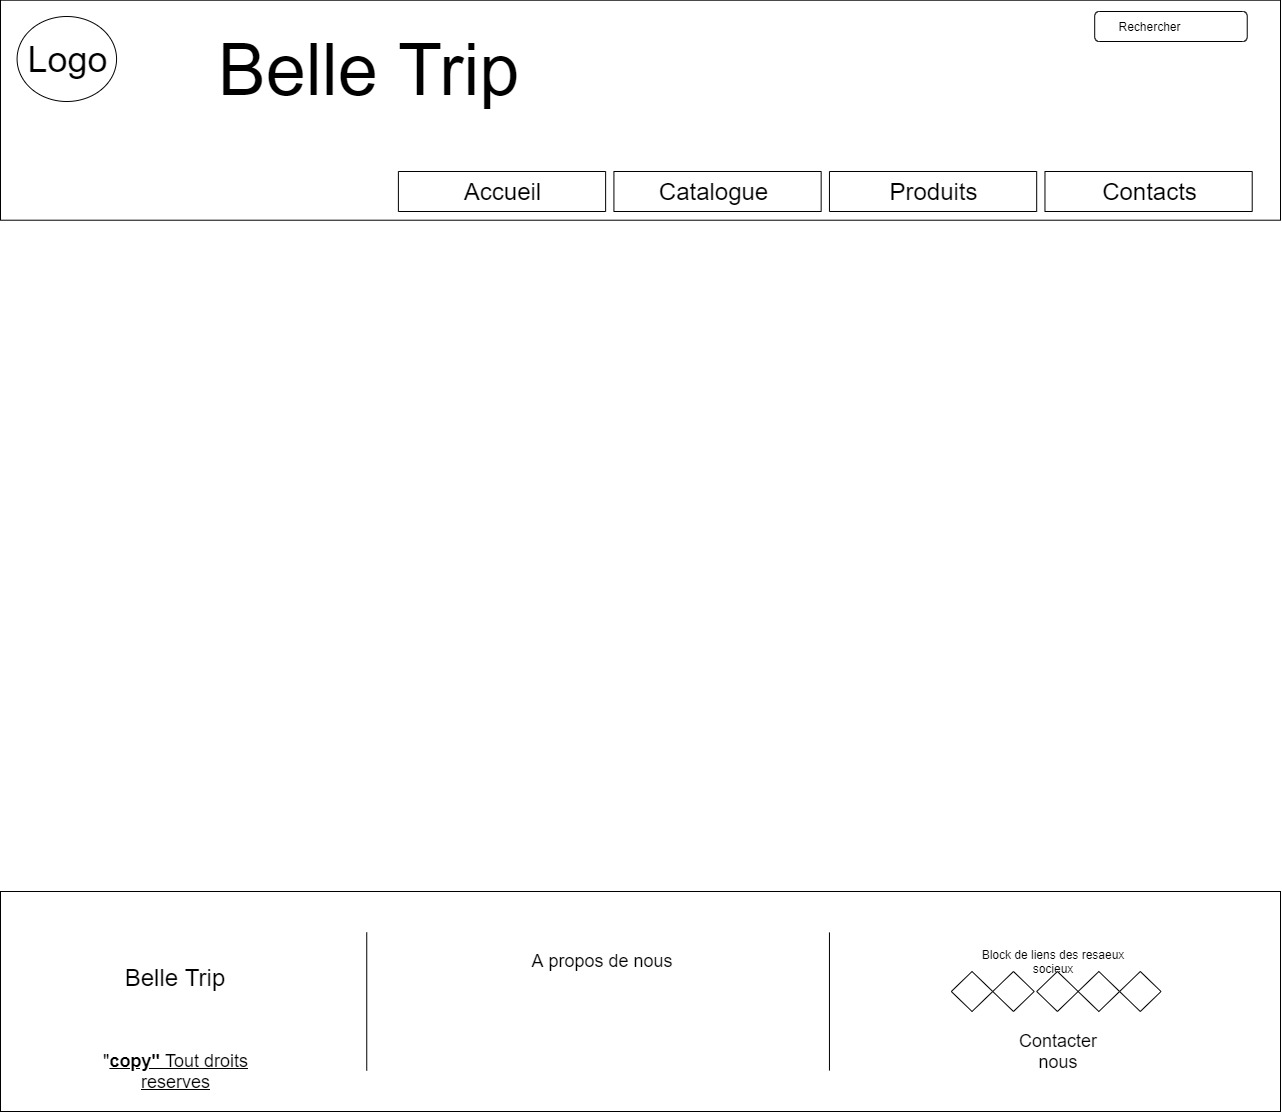 Logo
Belle Trip
Rechercher
Accueil
Catalogue
Produits
Contacts
Belle Trip
"copy" Tout droits
reserves
A propos de nous
Block de liens des resaeux
socieux
Contacter
nous